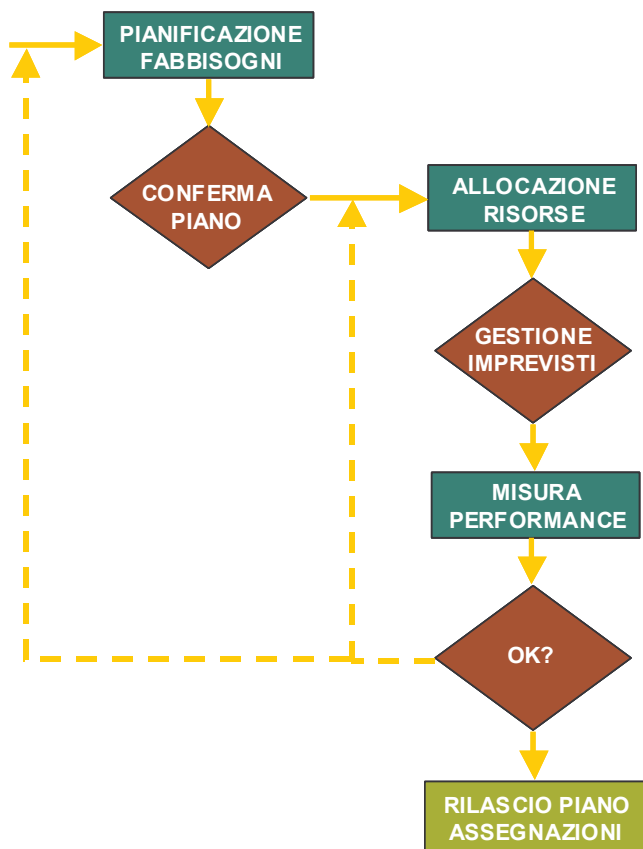 PIANIFICAZIONE
FABBISOGNI
CONFERMA
PIANO
ALLOCAZIONE
RISORSE
GESTIONE
IMPREVISTI
MISURA
PERFORMANCE
OK?
RILASCIO PIANO
ASSEGNAZIONI